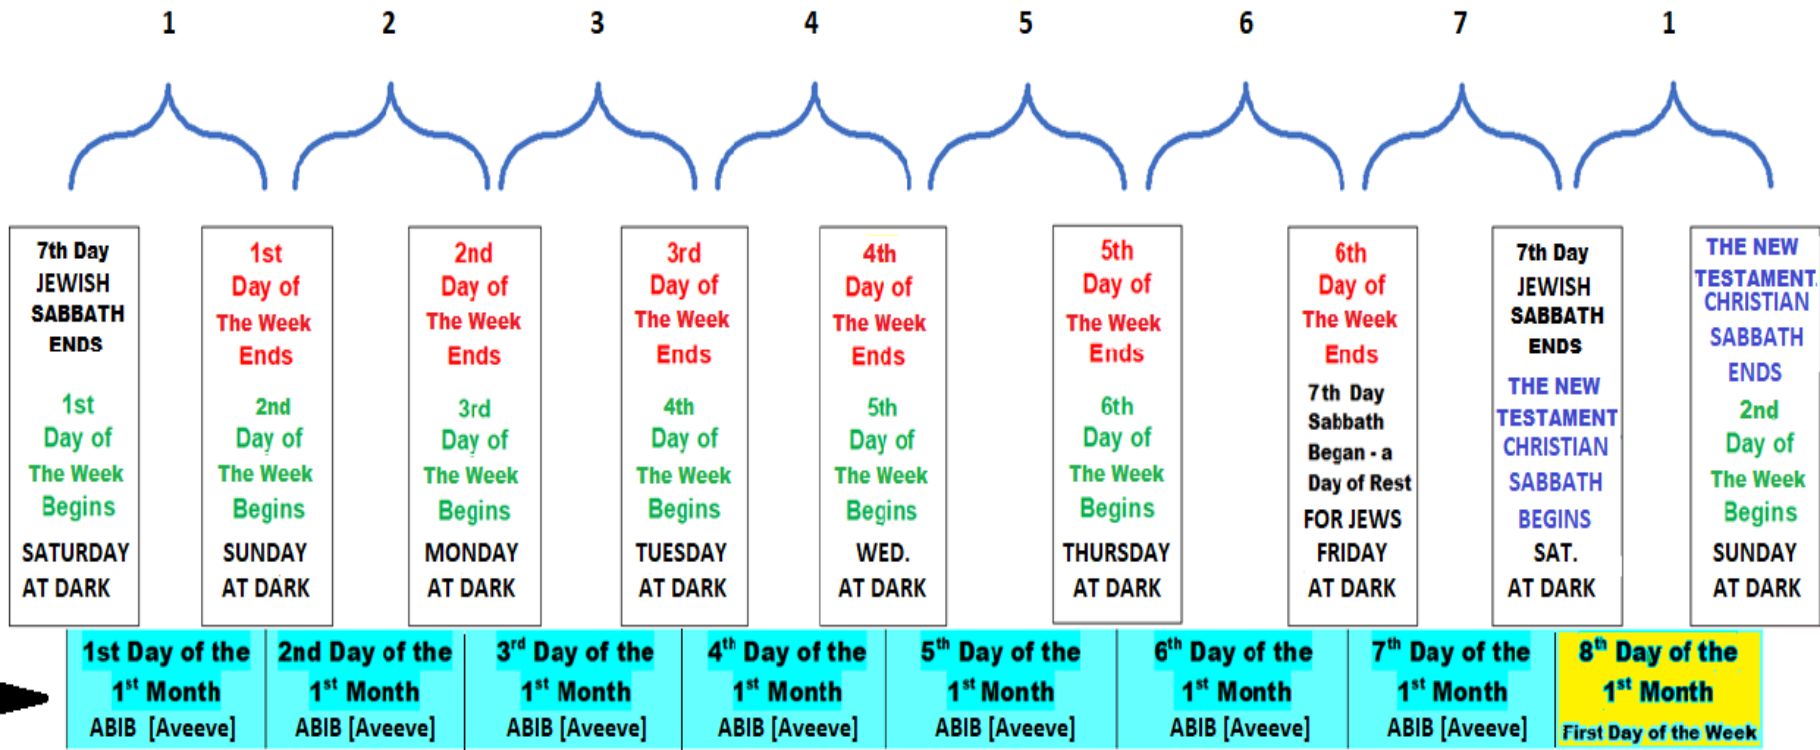 1 2 3 4 5 6 7 1
7th Day
JEWISH
SABBATH
ENDS
1st
Day of
The Week
Begins
SATURDAY
AT DARK
1st
Day of
The Week
Ends
2nd
Day of
The Week
Begins
SUNDAY
AT DARK
2nd
Day of
The Week
Ends
3rd
Day of
The Week
Begins
MONDAY
AT DARK
3rd
Day of
The Week
Ends
4th
Day of
The Week
Begins
TUESDAY
AT DARK
4th
Day of
The Week
Ends
5th
Day of
The Week
Begins
WED.
AT DARK
5th
Day of
The Week
Ends
6th
Day of
The Week
Begins
THURSDAY
AT DARK
6th
Day of
The Week
Ends
7th Day
Sabbath
Began - a
Day of Rest
FOR JEWS
FRIDAY
AT DARK
7th Day
JEWISH
SABBATH
ENDS
THE NEW
TESTAMENT
CHRISTIAN
SABBATH
BEGINS
SAT.
AT DARK
THE NEW
TESTAMENT
CHRISTIAN
SABBATH
ENDS
2nd
Day of
The Week
Begins
SUNDAY
AT DARK
1st Day of the
1st Month
ABIB [Aveeve]
2nd Day of the
1st Month
ABIB [Aveeve]
3rd Day of the
1st Month
ABIB [Aveeve]
4th Day of the
1st Month
ABIB [Aveeve]
5th Day of the
1st Month
ABIB [Aveeve]
6th Day of the
1st Month
ABIB [Aveeve]
7th Day of the
1st Month
ABIB [Aveeve]
8th Day of the
1st Month
First Day of the Week